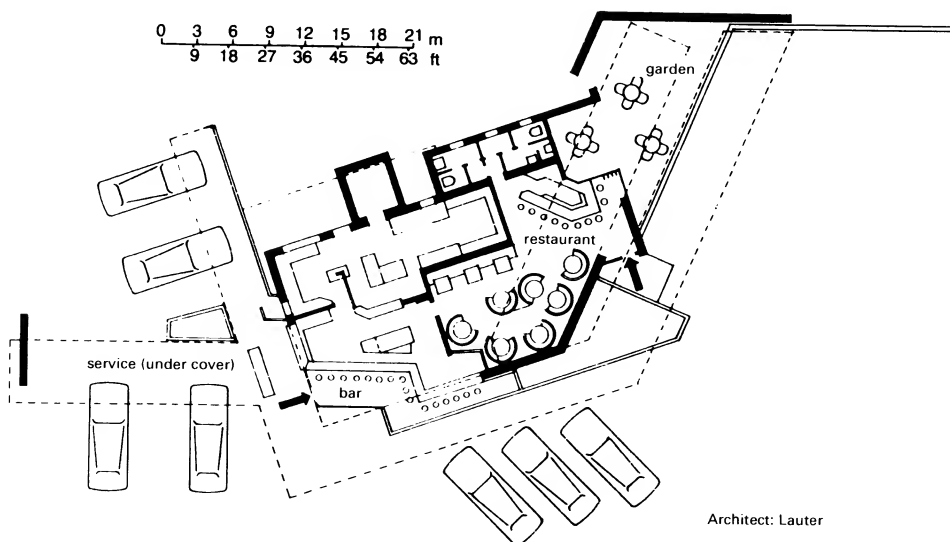 0 3 6 9 12 15 18 21 m
9 18 27 36 45 54 63 ft
garden
restaurant
service (under cover)
bar
Architect: Lauter